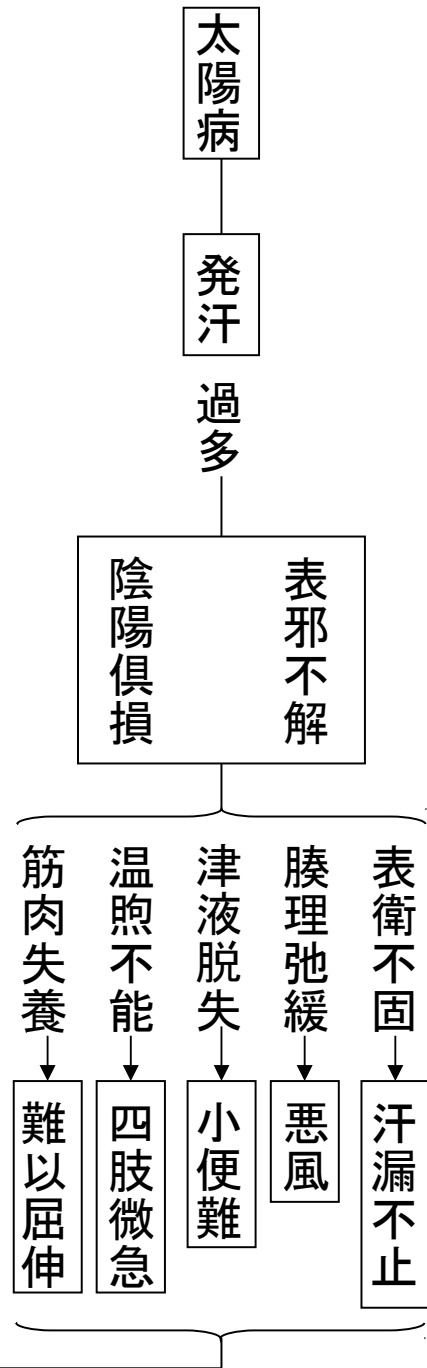 太陽病
発汗
過多
表邪不解
陰陽倶損
表衛不固
腠理弛緩
津液脱失
温煦不能
筋肉失養
汗漏不止
悪風
小便難
四肢微急
難以屈伸